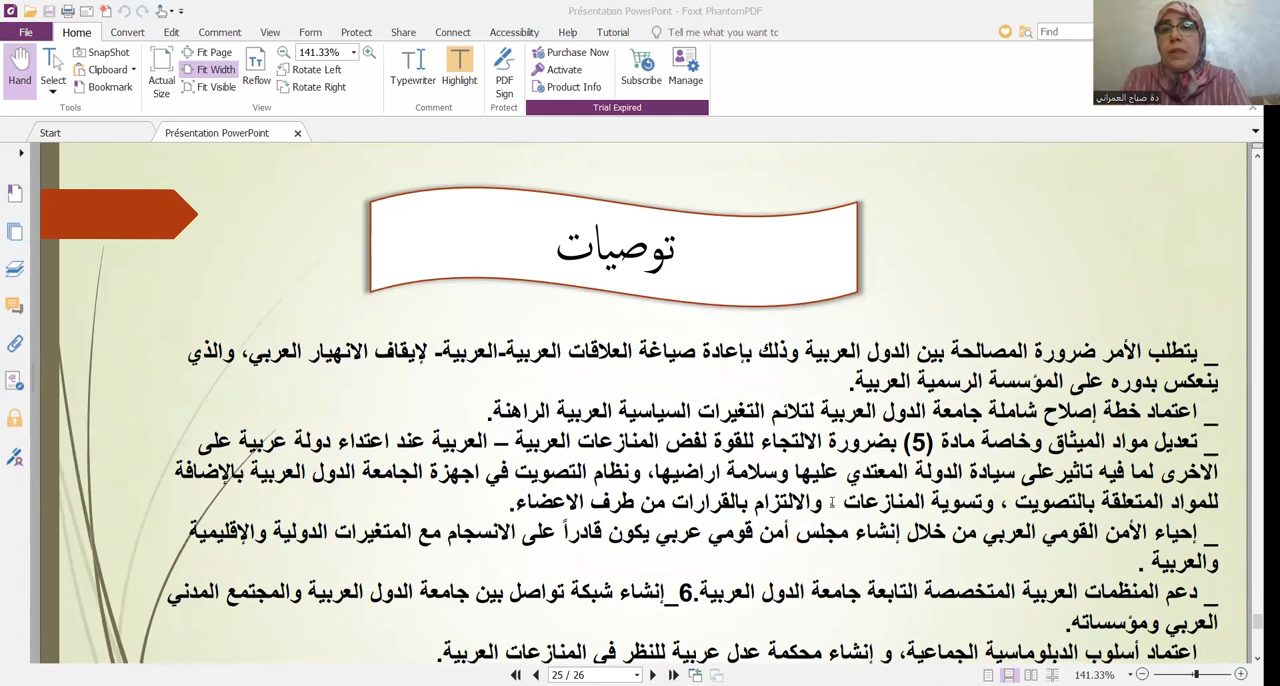 Présentation PowerPoint - Foxit PhantomPDF
File Home Convert Edit Comment View Form Protect Share Connect Accessibility Help Tutorial Tell me what you want to Find
Hand
Select
SnapShot
Clipboard
Bookmark
Tools
Actual Size
Fit Page
Fit Width
Fit Visible
Reflow
141.33%
Rotate Left
Rotate Right
View
Typewriter
Highlight
Comment
PDF Sign
Protect
Purchase Now
Activate
Product Info
Subscribe
Manage
Trial Expired
دة صباح العمراني
Start
Présentation PowerPoint
توصيات
_ يتطلب الأمر ضرورة المصالحة بين الدول العربية وذلك بإعادة صياغة العلاقات العربية-العربية- لإيقاف الانهيار العربي، والذي
ينعكس بدوره على المؤسسة الرسمية العربية.
_ اعتماد خطة إصلاح شاملة جامعة الدول العربية لتلائم التغيرات السياسية العربية الراهنة.
_ تعديل مواد الميثاق وخاصة مادة (5) بضرورة الالتجاء للقوة لفض المنازعات العربية – العربية عند اعتداء دولة عربية على
الاخرى لما فيه تاثيرعلى سيادة الدولة المعتدي عليها وسلامة اراضيها، ونظام التصويت في اجهزة الجامعة الدول العربية بالإضافة
للمواد المتعلقة بالتصويت ، وتسوية المنازعات والالتزام بالقرارات من طرف الاعضاء.
_ إحياء الأمن القومي العربي من خلال إنشاء مجلس أمن قومي عربي يكون قادراً على الانسجام مع المتغيرات الدولية والإقليمية
والعربية .
_ دعم المنظمات العربية المتخصصة التابعة جامعة الدول العربية.6_إنشاء شبكة تواصل بين جامعة الدول العربية والمجتمع المدني
العربي ومؤسساته.
_ اعتماد أسلوب الدبلوماسية الجماعية، و إنشاء محكمة عدل عربية للنظر في المنازعات العربية.
25 / 26
141.33%